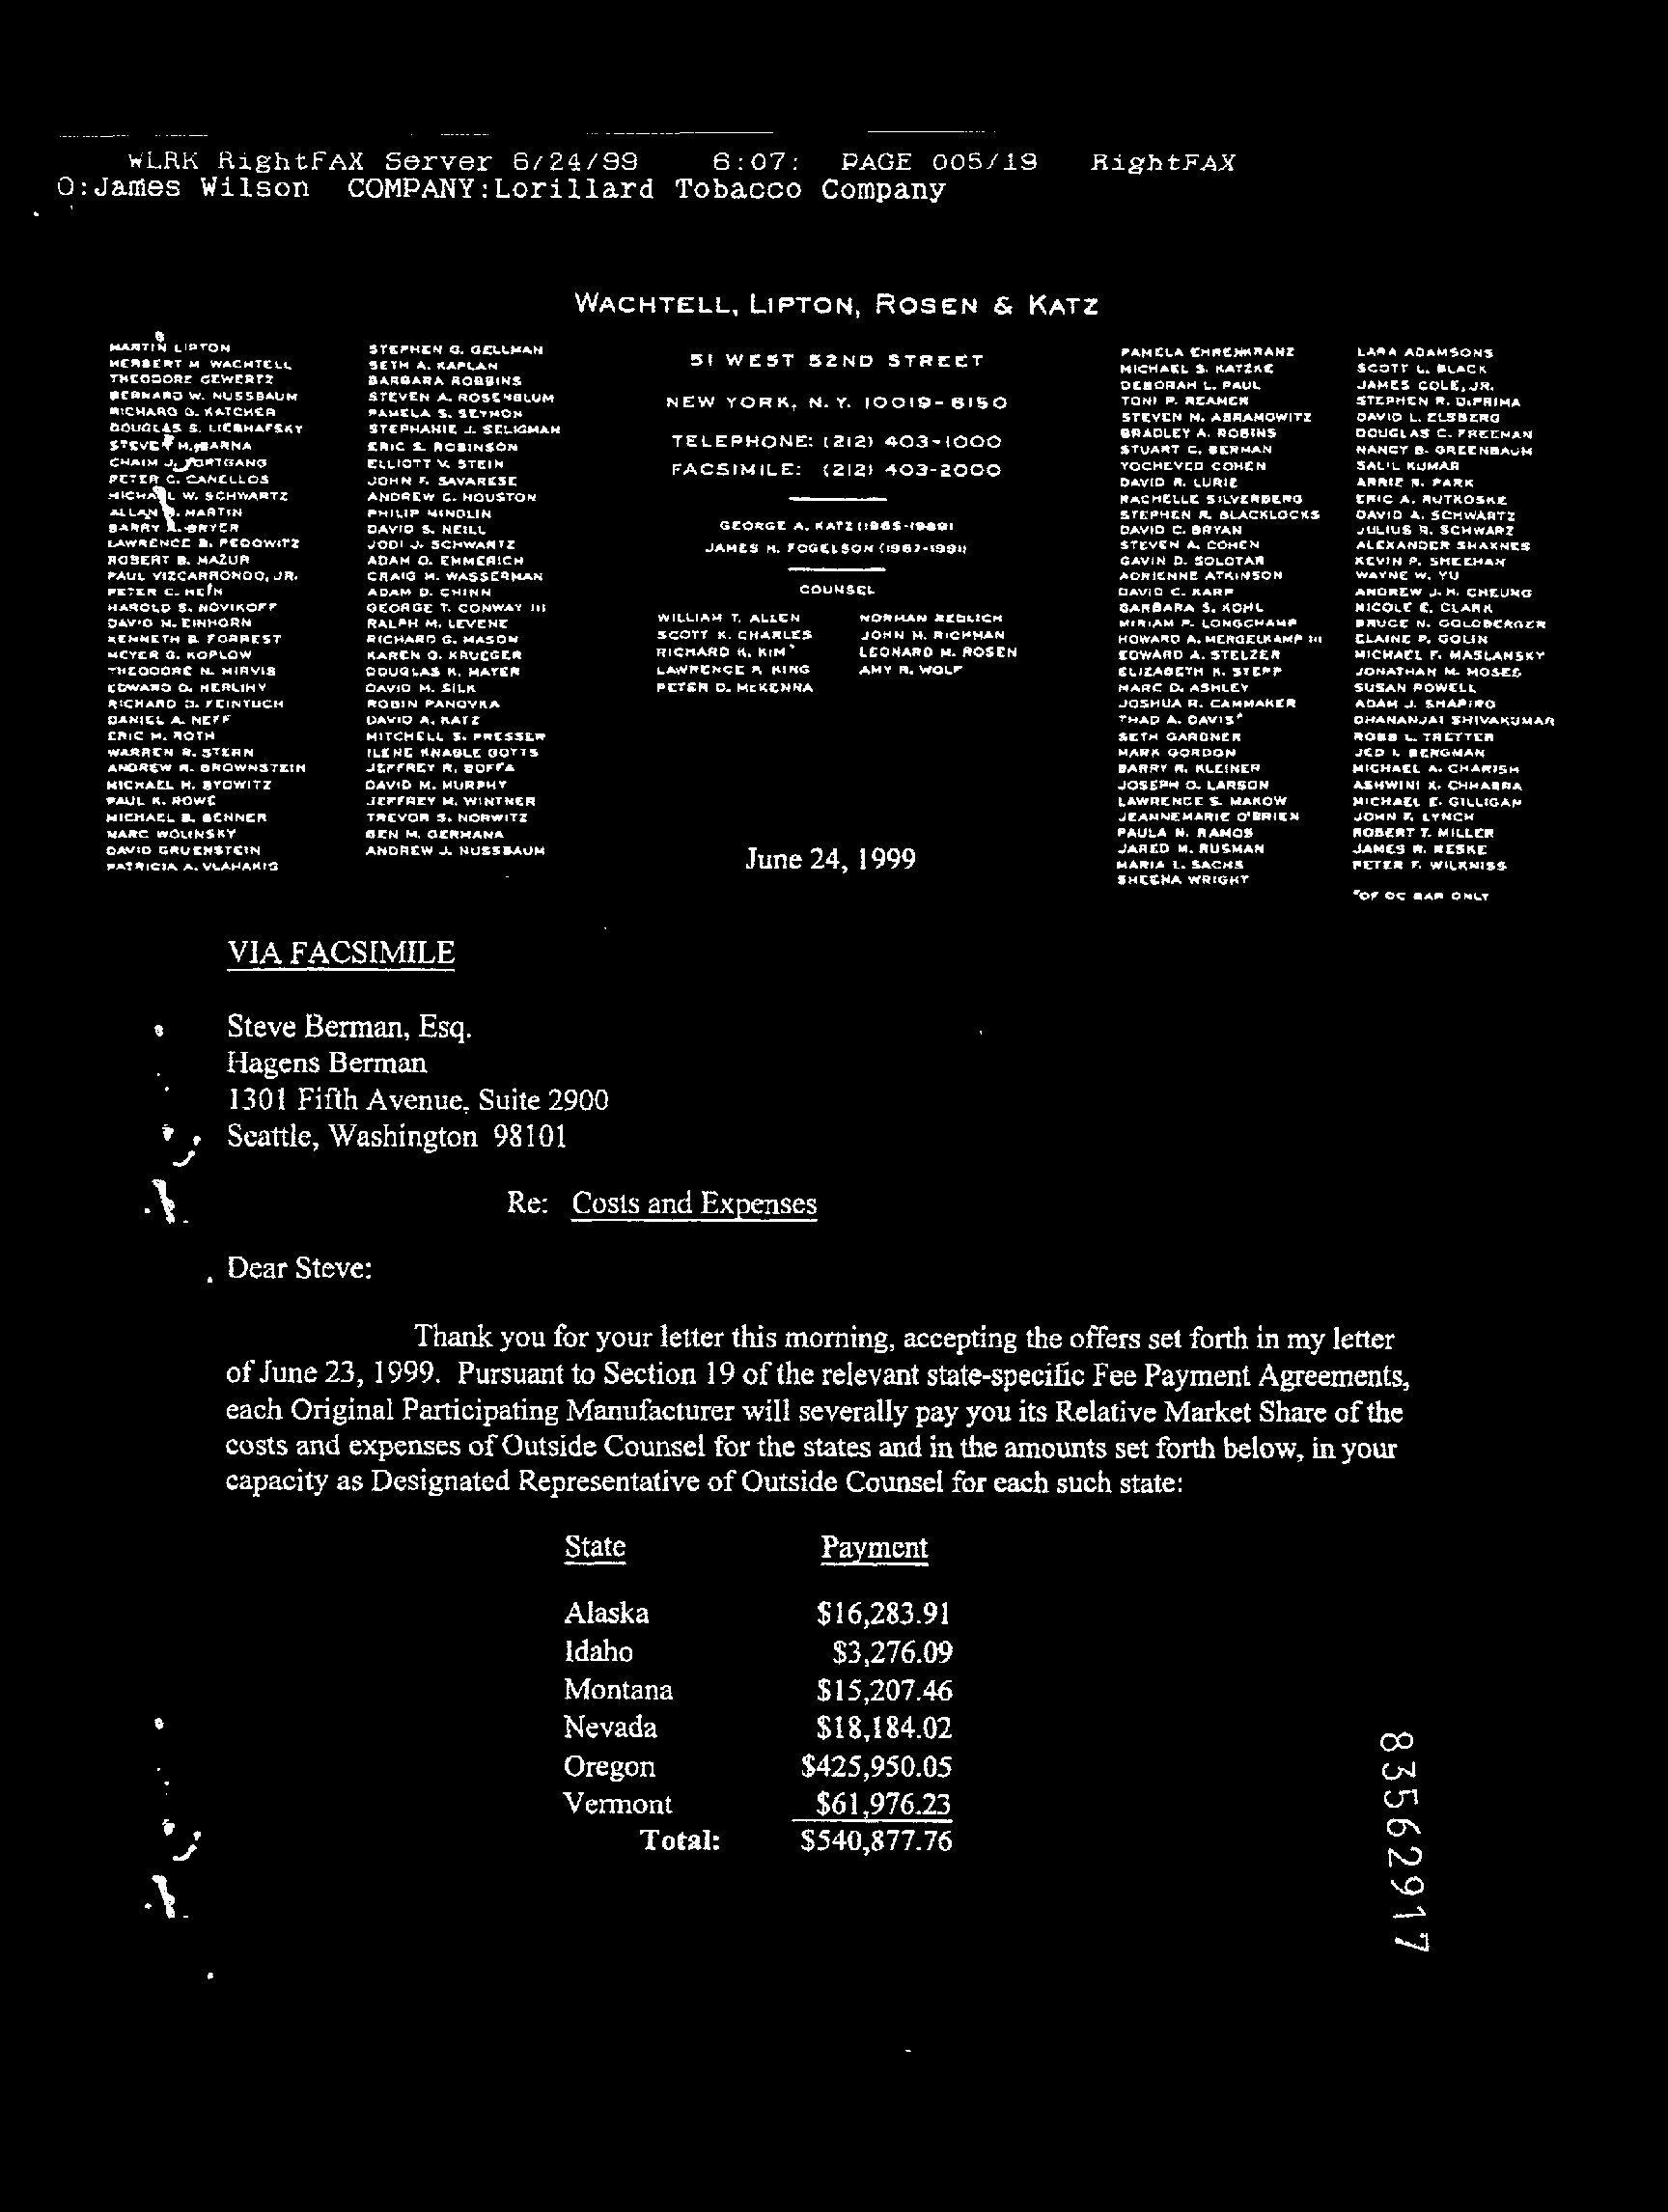 WLRK RightFAX Server 6/24/99 6:07: PAGE 005/19 RightFAX
O:James Wilson COMPANY:Lorillard Tobacco Company
WACHTELL, LIPTON, ROSEN & KATZ
MARTIN LIPTON
HERBERT M. WACHTELL
THEODORE GEWERTZ
BERNARD W. NUSSBAUM
RICHARD D. KATCHER
DOUGLAS S. LIEBHAFSKY
STEVEN M. BARNA
CHAIM J. FORTGANG
PETER C. CANELLOS
MICHAEL W. SCHWARTZ
ALLAN MARTIN
BARRY A. BRYER
LAWRENCE B. PEDOWITZ
ROBERT B. MAZUR
PAUL VIZCARRONDO, JR.
PETER C. HEIN
HAROLD S. NOVIKOFF
DAVID M. EINHORN
KENNETH B. FORREST
MEYER G. KOPLOW
THEODORE N. MIRVIS
EDWARD D. HERLIHY
RICHARD D. FEINTUCH
DANIEL A. NEFF
ERIC M. ROTH
WARREN R. STERN
ANDREW R. BROWNSTEIN
MICHAEL H. BYOWITZ
PAUL K. ROWE
MICHAEL B. BENNER
MARC WOLINSKY
DAVID GRUENSTEIN
PATRICIA A. VLAHAKIS
STEPHEN G. GELLMAN
SETH A. KAPLAN
BARBARA ROBBINS
STEVEN A. ROSENBLUM
PAMELA S. SEYMON
STEPHANIE J. SELIGMAN
ERIC S. ROBINSON
ELLIOTT V. STEIN
JOHN F. SAVARESE
ANDREW C. HOUSTON
PHILIP MINDLIN
DAVID S. NEILL
JODI J. SCHWARTZ
ADAM O. EMMERICH
CRAIG M. WASSERMAN
ADAM D. CHINN
GEORGE T. CONWAY III
RALPH M. LEVENE
RICHARD G. MASON
KAREN G. KRUEGER
DOUGLAS K. MAYER
DAVID M. SILK
ROBIN PANOVKA
DAVID A. KATZ
MITCHELL S. PRESSER
ILENE KNABLE GOTTS
JEFFREY R. BOFFA
DAVID M. MURPHY
JEFFREY M. WINTNER
TREVOR S. NORWITZ
BEN M. GERMANA
ANDREW J. NUSSBAUM
51 WEST 52ND STREET
NEW YORK, N.Y. 10019-6150
TELEPHONE: (212) 403-1000
FACSIMILE: (212) 403-2000
GEORGE A. KATZ (1965-1989)
JAMES H. FOGELSON (1967-1991)
COUNSEL
WILLIAM T. ALLEN
SCOTT K. CHARLES
RICHARD K. KIM*
LAWRENCE A. KING
PETER D. McKENNA
NORMAN REDLICH
JOHN M. RICHMAN
LEONARD M. ROSEN
AMY R. WOLF
June 24, 1999
PAMELA EHRENKRANZ
MICHAEL S. KATZKE
DEBORAH L. PAUL
TONI P. REAMER
STEVEN M. ABRAMOWITZ
BRADLEY A. ROBINS
STUART C. BERMAN
YOCHEVED COHEN
DAVID R. LURIE
RACHELLE SILVERBERG
STEPHEN R. BLACKLOCKS
DAVID C. BRYAN
STEVEN A. COHEN
GAVIN D. SOLOTAR
ADRIENNE ATKINSON
DAVID C. KARP
BARBARA S. KOHL
MIRIAM P. LONGCHAMP
HOWARD A. MERGELKAMP III
EDWARD A. STELZER
ELIZABETH K. STEPP
MARC D. ASHLEY
JOSHUA R. CAMMAKER
THAD A. DAVIS*
SETH GARDNER
MARK GORDON
BARRY R. KLEINER
JOSEPH D. LARSON
LAWRENCE S. MAKOW
JEANNEMARIE O'BRIEN
PAULA N. RAMOS
JARED M. RUSMAN
MARIA L. SACHS
SHEENA WRIGHT
LARA ADAMSONS
SCOTT L. BLACK
JAMES COLE, JR.
STEPHEN R. DiPRIMA
DAVID L. ELSBERG
DOUGLAS C. FREEMAN
NANCY B. GREENBAUM
SALIL KUMAR
ARRIE R. PARK
ERIC A. RUTKOSKE
DAVID A. SCHWARTZ
JULIUS R. SCHWARZ
ALEXANDER SHAKNES
KEVIN P. SHEEHAN
WAYNE W. YU
ANDREW J.H. CHEUNG
NICOLE E. CLARK
BRUCE N. GOLDBERGER
ELAINE P. GOLIN
MICHAEL F. MASLANSKY
JONATHAN M. MOSES
SUSAN POWELL
ADAM J. SHAPIRO
DHANANJAI SHIVAKUMAR
ROBB L. TRETTER
JED I. BERGMAN
MICHAEL A. CHARISH
ASHWINI K. CHHABRA
MICHAEL E. GILLIGAN
JOHN F. LYNCH
ROBERT T. MILLER
JAMES R. RESKE
PETER F. WILKNISS
*OF DC BAR ONLY
VIA FACSIMILE
Steve Berman, Esq.
Hagens Berman
1301 Fifth Avenue, Suite 2900
Seattle, Washington 98101
Re: Costs and Expenses
Dear Steve:
Thank you for your letter this morning, accepting the offers set forth in my letter
of June 23, 1999. Pursuant to Section 19 of the relevant state-specific Fee Payment Agreements,
each Original Participating Manufacturer will severally pay you its Relative Market Share of the
costs and expenses of Outside Counsel for the states and in the amounts set forth below, in your
capacity as Designated Representative of Outside Counsel for each such state:
State Payment
Alaska $16,283.91
Idaho $3,276.09
Montana $15,207.46
Nevada $18,184.02
Oregon $425,950.05
Vermont $61,976.23
Total: $540,877.76
83562917